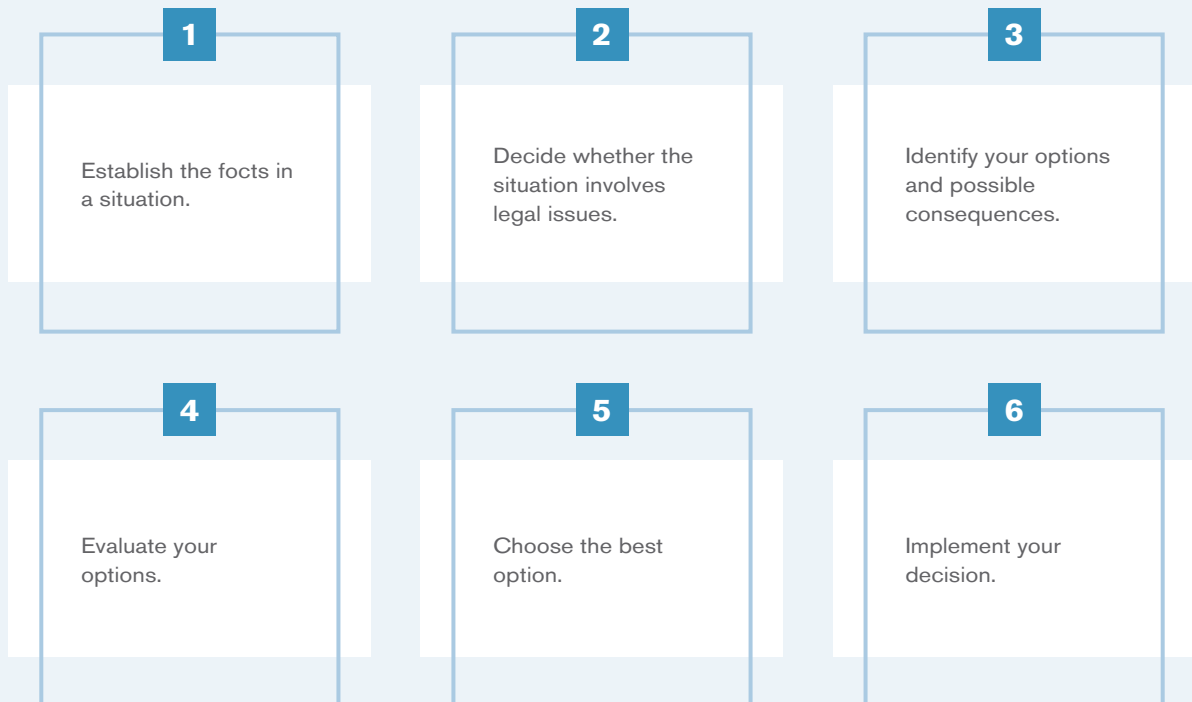 1
Establish the focts in
a situation.
2
Decide whether the
situation involves
legal issues.
3
Identify your options
and possible
consequences.
4
Evaluate your
options.
5
Choose the best
option.
6
Implement your
decision.